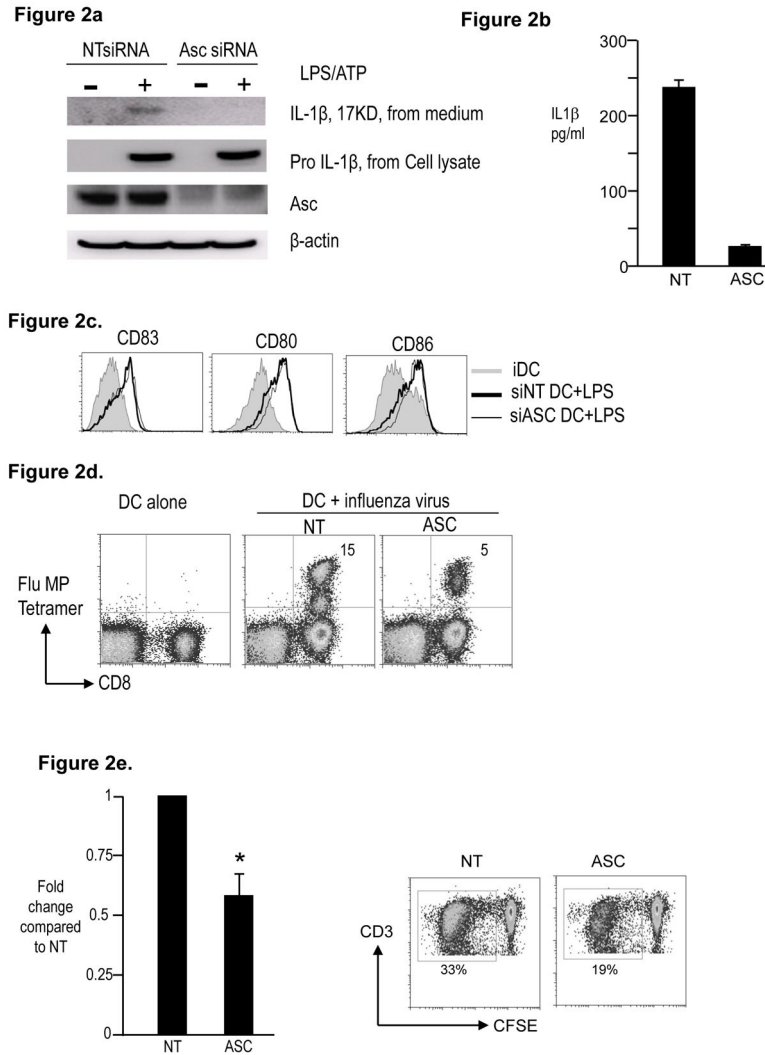 Figure 2a
NTsiRNA Asc siRNA
- + - + LPS/ATP
IL-1β, 17KD, from medium
Pro IL-1β, from Cell lysate
Asc
β-actin
Figure 2b
300
200
100
0
IL1β
pg/ml
NT ASC
Figure 2c.
CD83 CD80 CD86
iDC
siNT DC+LPS
siASC DC+LPS
Figure 2d.
DC alone
DC + influenza virus
NT ASC
15 5
Flu MP
Tetramer
CD8
Figure 2e.
1
0.75
0.5
0.25
0
Fold
change
compared
to NT
*
NT ASC
NT ASC
CD3
33% 19%
CFSE